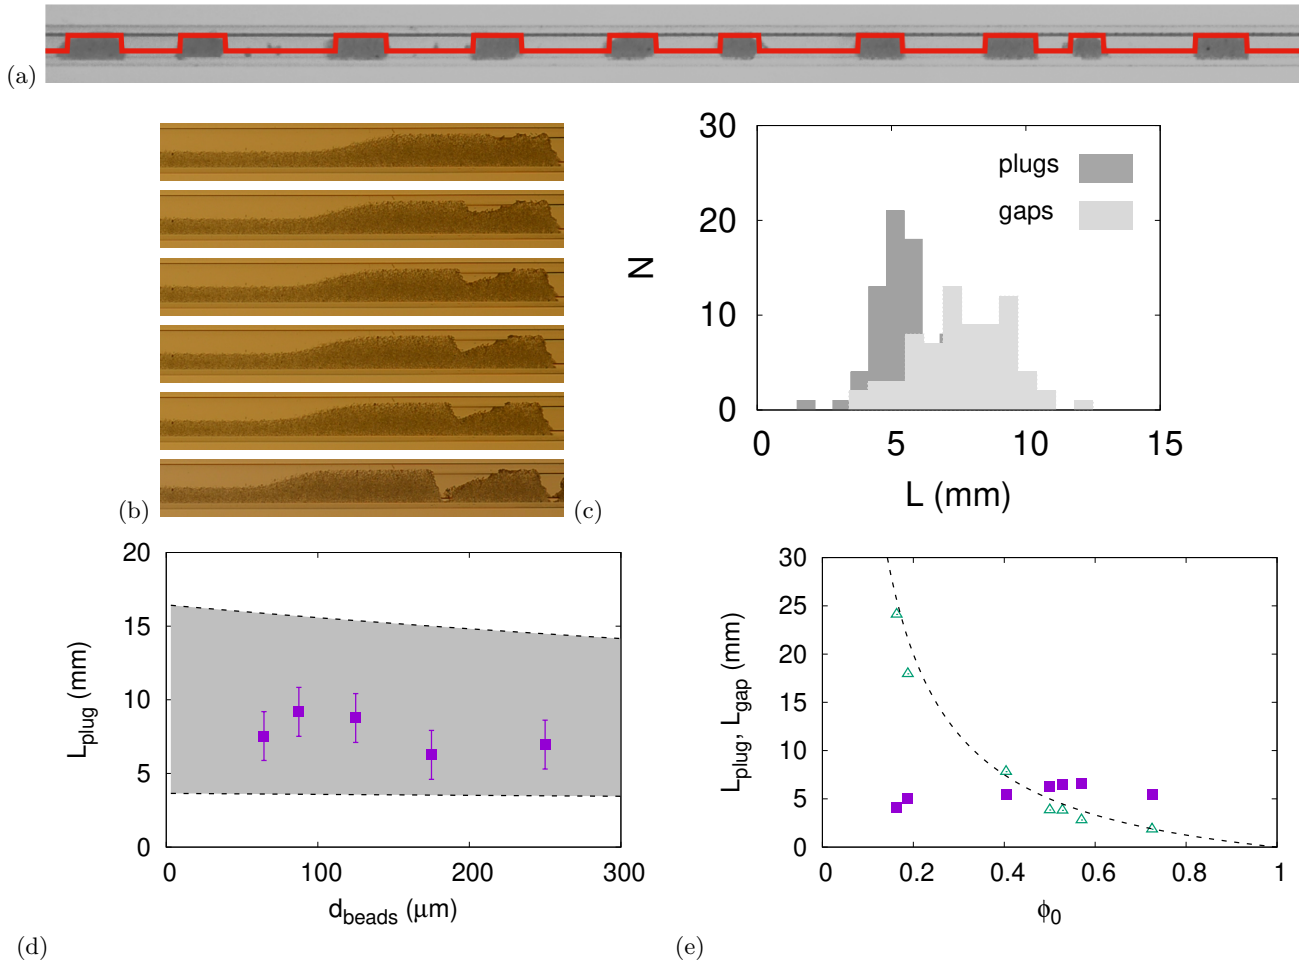 (a)
(b)
(c)
30
20
10
0
N
plugs
gaps
0 5 10 15
L (mm)
20
15
10
5
0
L_plug (mm)
0 100 200 300
d_beads (μm)
(d)
30
25
20
15
10
5
0
L_plug, L_gap (mm)
0 0.2 0.4 0.6 0.8 1
ϕ_0
(e)